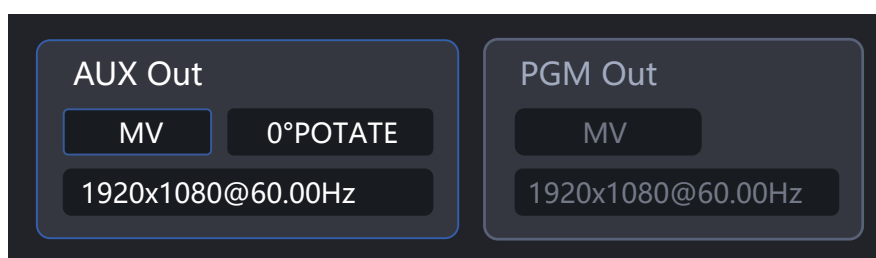 AUX Out
MV 0°POTATE
1920x1080@60.00Hz
PGM Out
MV
1920x1080@60.00Hz